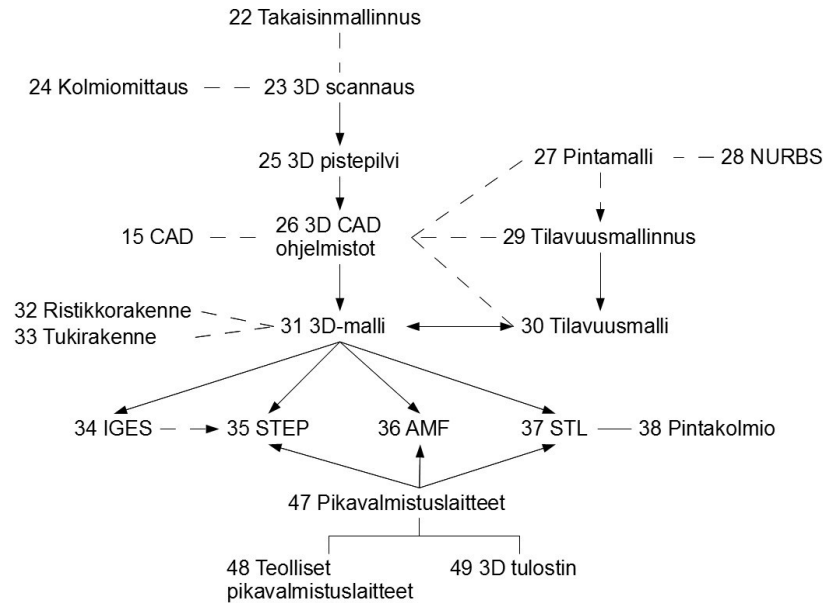 22 Takaisinmallinnus
24 Kolmiomittaus
23 3D scannaus
25 3D pistepilvi
27 Pintamalli
28 NURBS
15 CAD
26 3D CAD
ohjelmistot
29 Tilavuusmallinnus
32 Ristikkorakenne
33 Tukirakenne
31 3D-malli
30 Tilavuusmalli
34 IGES
35 STEP
36 AMF
37 STL
38 Pintakolmio
47 Pikavalmistuslaitteet
48 Teolliset
pikavalmistuslaitteet
49 3D tulostin